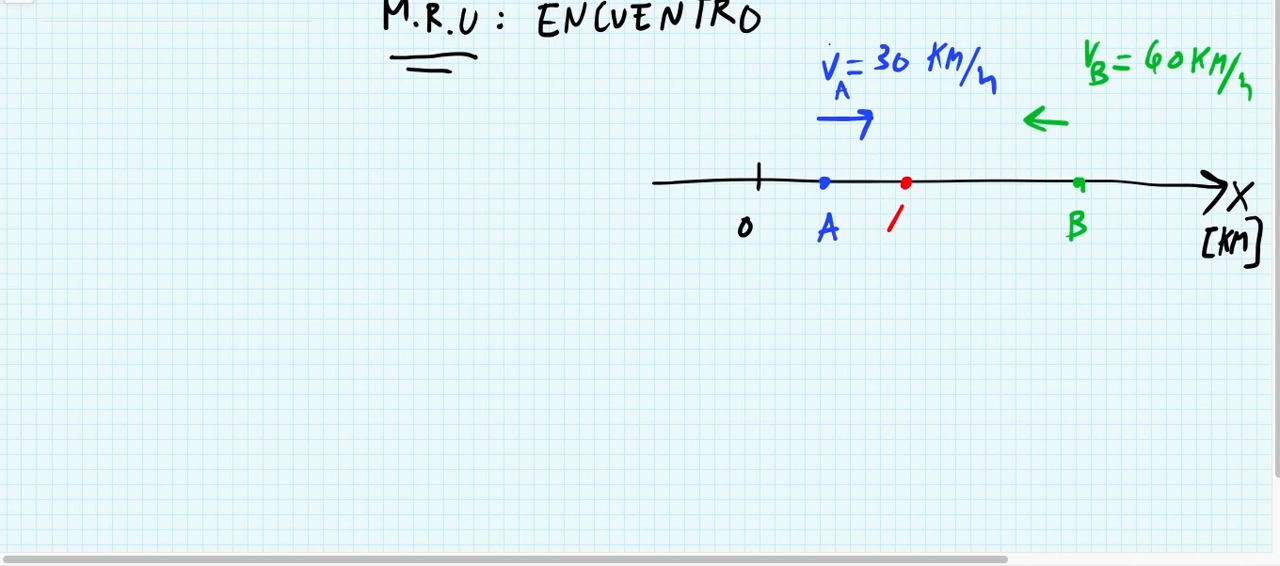 M.R.U : ENCUENTRO
V_A = 30 KM/h
V_B = 60 KM/h
0 A / B X
[KM]